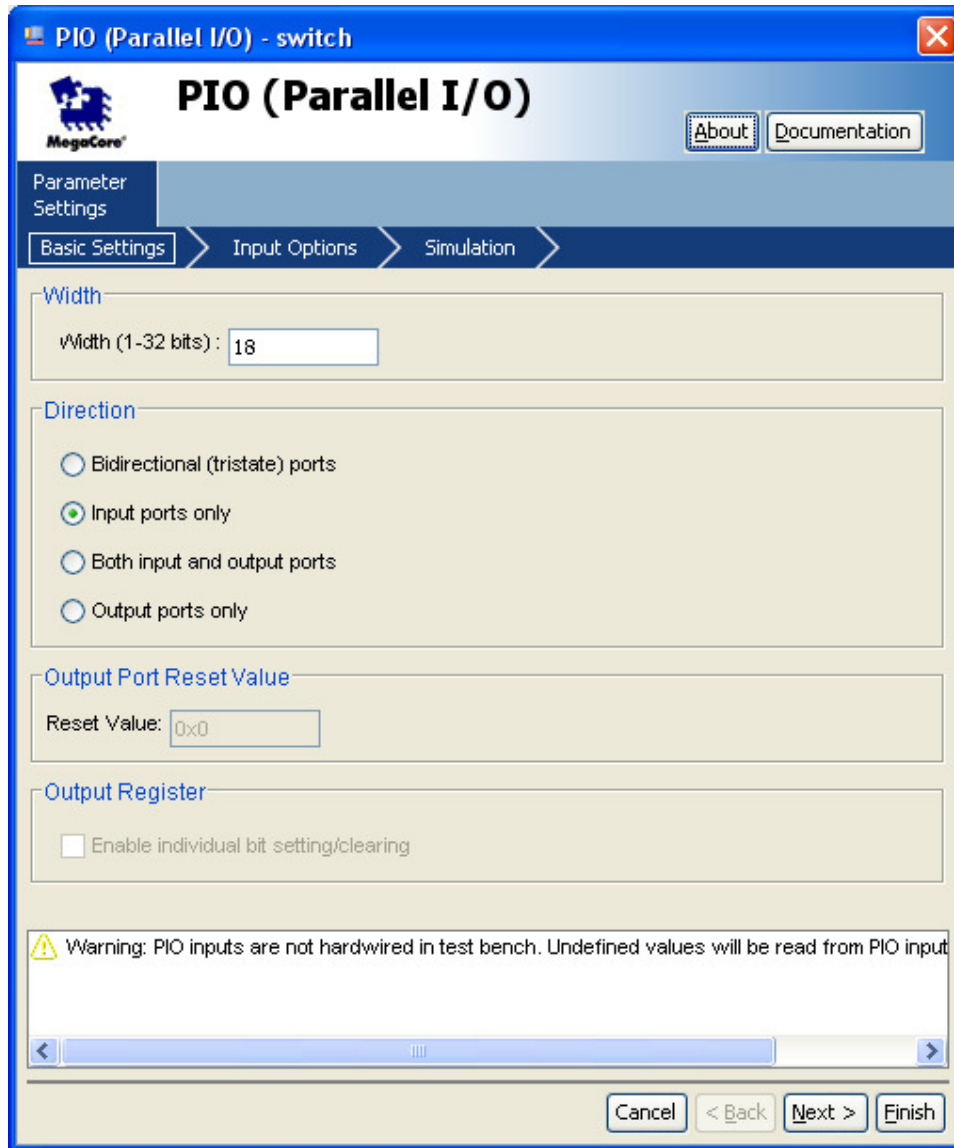 PIO (Parallel I/O) - switch
PIO (Parallel I/O)
MegaCore®
About
Documentation
Parameter
Settings
Basic Settings
Input Options
Simulation
Width
Width (1-32 bits) : 18
Direction
Bidirectional (tristate) ports
Input ports only
Both input and output ports
Output ports only
Output Port Reset Value
Reset Value: 0x0
Output Register
Enable individual bit setting/clearing
Warning: PIO inputs are not hardwired in test bench. Undefined values will be read from PIO input
Cancel
< Back
Next >
Finish